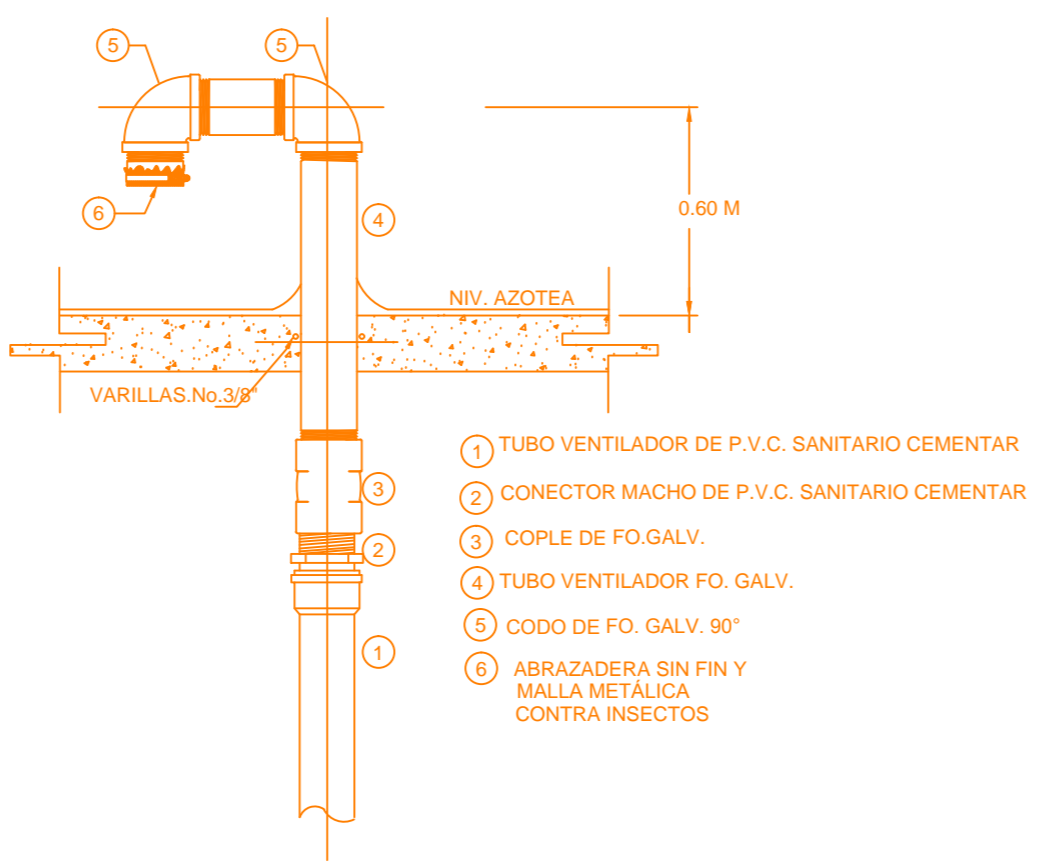 5
5
6
4
0.60 M
NIV. AZOTEA
VARILLAS.No.3/8"
3
2
1
1 TUBO VENTILADOR DE P.V.C. SANITARIO CEMENTAR
2 CONECTOR MACHO DE P.V.C. SANITARIO CEMENTAR
3 COPLE DE FO.GALV.
4 TUBO VENTILADOR FO. GALV.
5 CODO DE FO. GALV. 90°
6 ABRAZADERA SIN FIN Y
MALLA METÁLICA
CONTRA INSECTOS